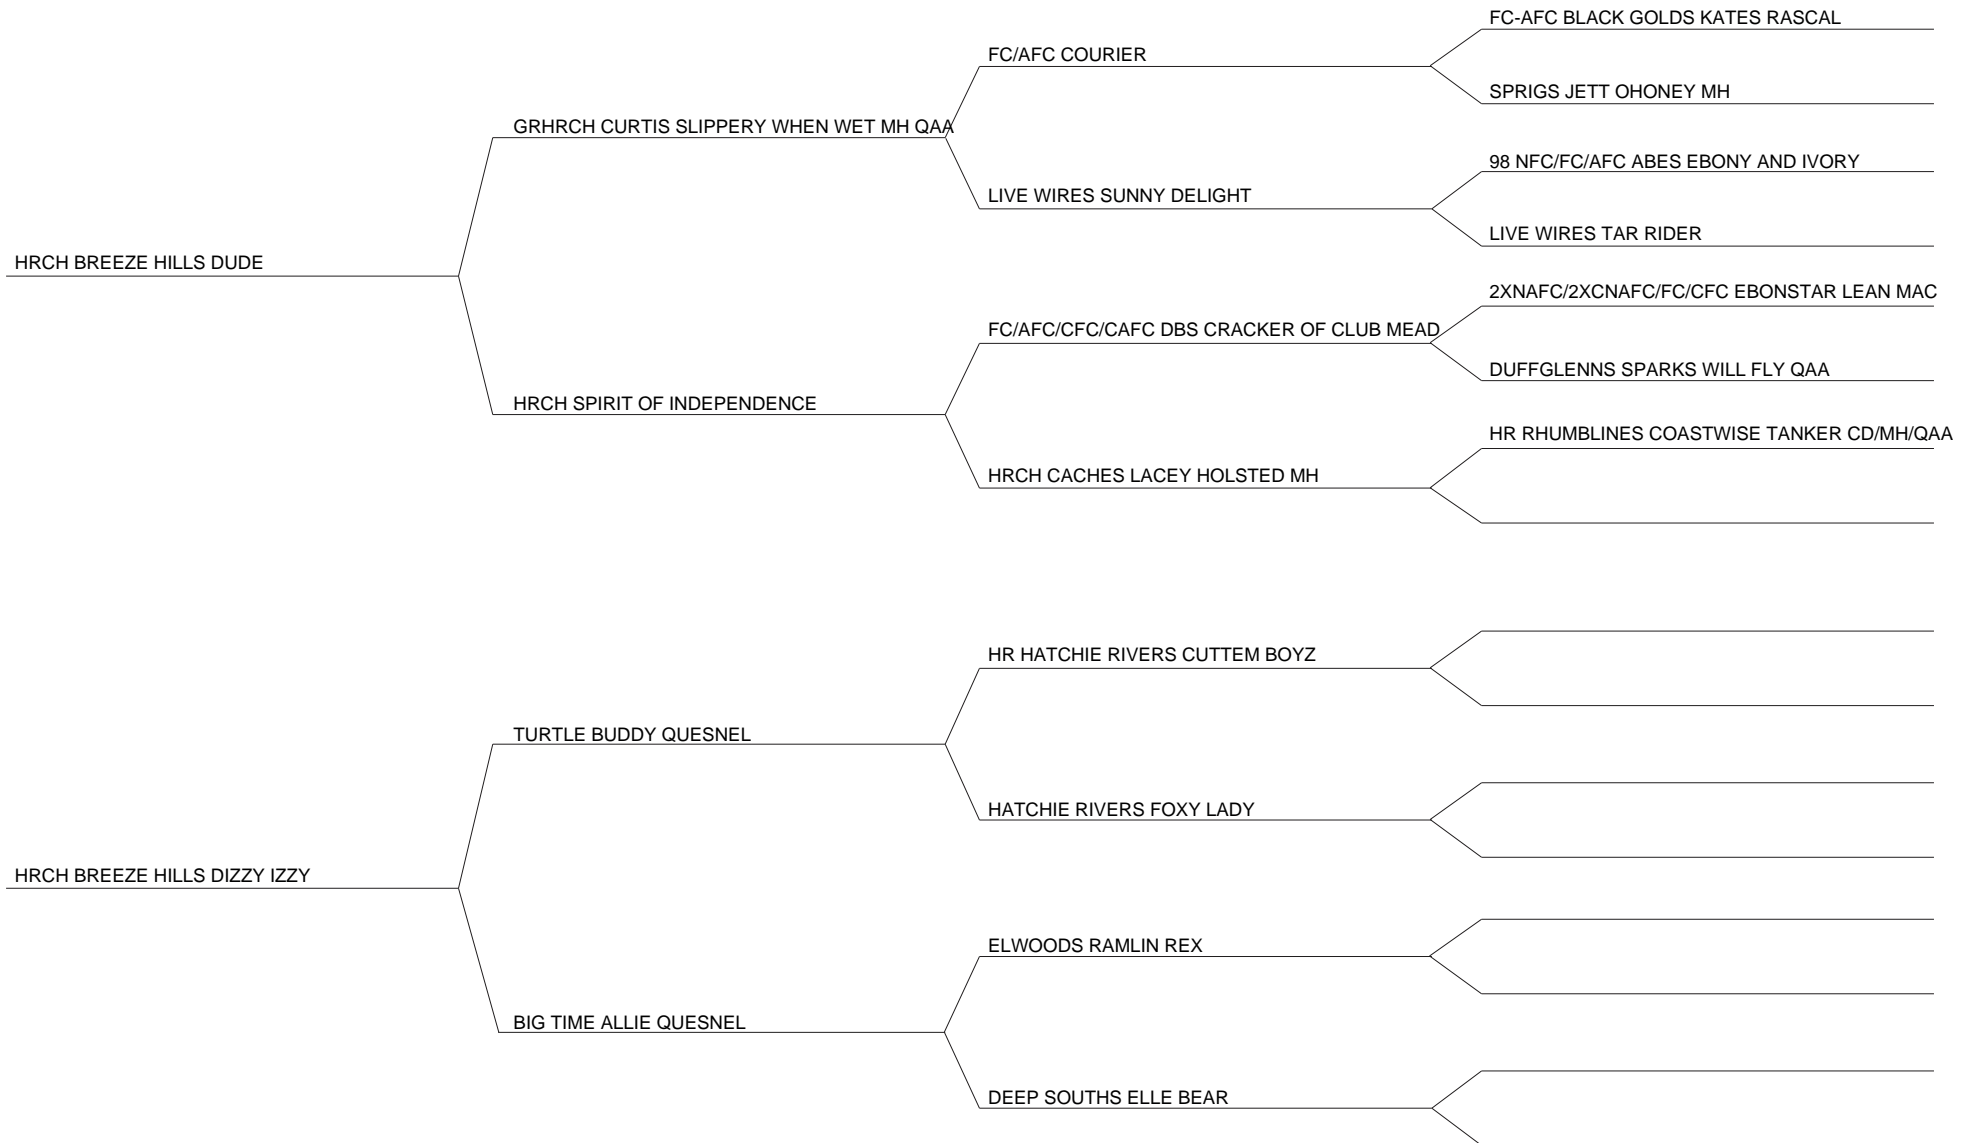 FC-AFC BLACK GOLDS KATES RASCAL
FC/AFC COURIER
SPRIGS JETT OHONEY MH
GRHRCH CURTIS SLIPPERY WHEN WET MH QAA
98 NFC/FC/AFC ABES EBONY AND IVORY
LIVE WIRES SUNNY DELIGHT
LIVE WIRES TAR RIDER
HRCH BREEZE HILLS DUDE
2XNAFC/2XCNAFC/FC/CFC EBONSTAR LEAN MAC
FC/AFC/CFC/CAFC DBS CRACKER OF CLUB MEAD
DUFFGLENNS SPARKS WILL FLY QAA
HRCH SPIRIT OF INDEPENDENCE
HR RHUMBLINES COASTWISE TANKER CD/MH/QAA
HRCH CACHES LACEY HOLSTED MH
HR HATCHIE RIVERS CUTTEM BOYZ
TURTLE BUDDY QUESNEL
HATCHIE RIVERS FOXY LADY
HRCH BREEZE HILLS DIZZY IZZY
ELWOODS RAMLIN REX
BIG TIME ALLIE QUESNEL
DEEP SOUTHS ELLE BEAR